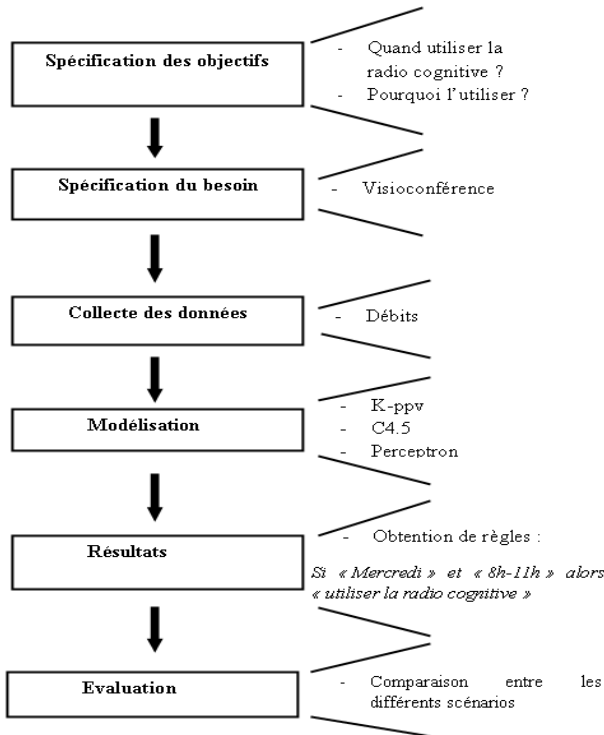 Spécification des objectifs
- Quand utiliser la
radio cognitive ?
- Pourquoi l'utiliser ?
Spécification du besoin
- Visioconférence
Collecte des données
- Débits
Modélisation
- K-ppv
- C4.5
- Perceptron
Résultats
- Obtention de règles :
Si « Mercredi » et « 8h-11h » alors
« utiliser la radio cognitive »
Evaluation
- Comparaison entre les
différents scénarios